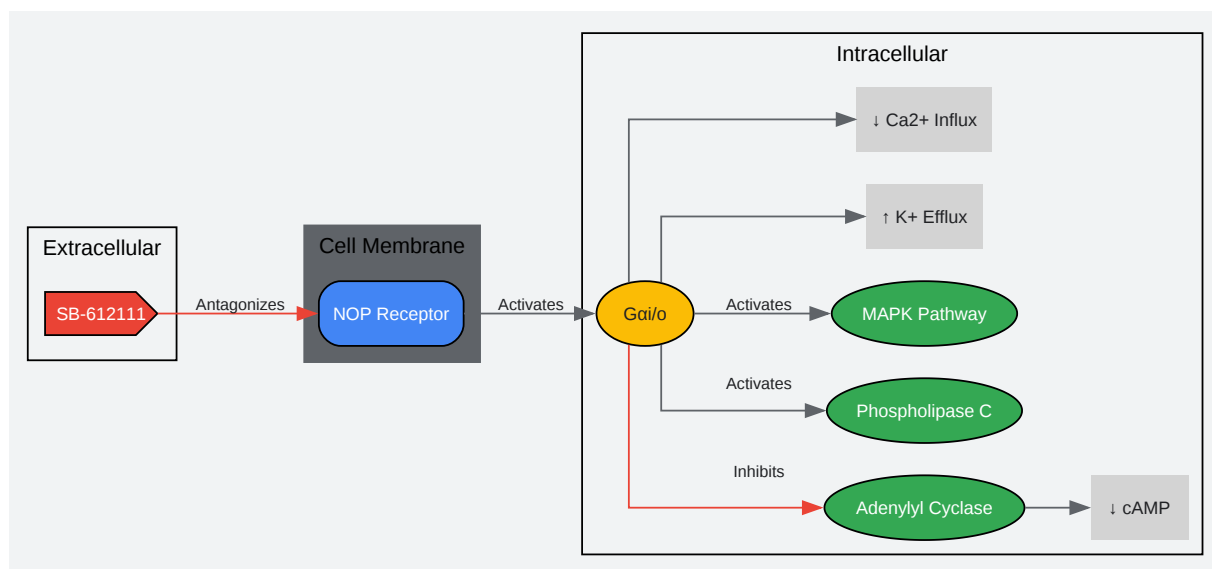 Intracellular
↓ Ca2+ Influx
↑ K+ Efflux
Extracellular
Cell Membrane
SB-612111
Antagonizes
NOP Receptor
Activates
Gαi/o
Activates
MAPK Pathway
Activates
Phospholipase C
Inhibits
Adenylyl Cyclase
↓ cAMP